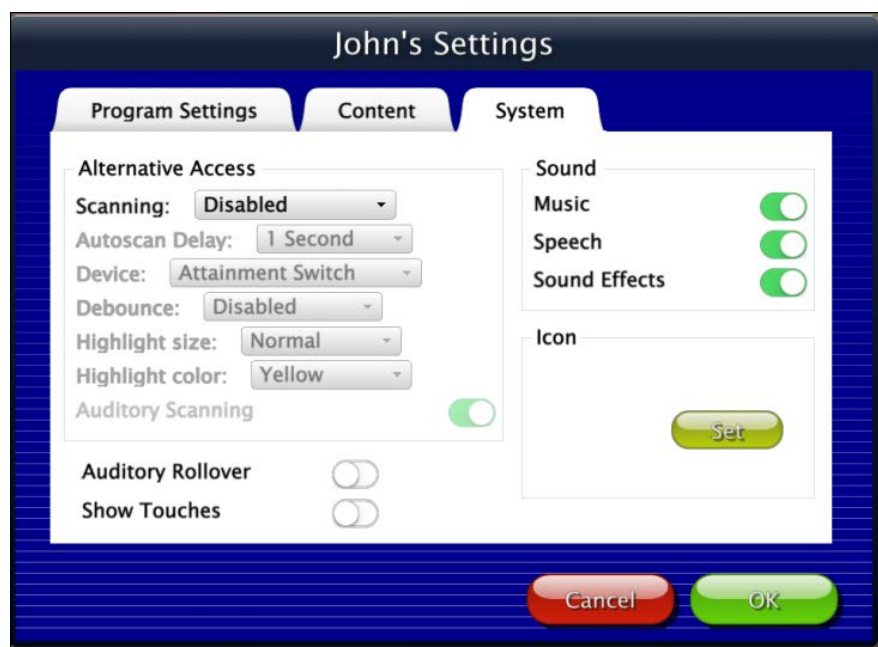 John's Settings
Program Settings Content System
Alternative Access
Scanning: Disabled
Autoscan Delay: 1 Second
Device: Attainment Switch
Debounce: Disabled
Highlight size: Normal
Highlight color: Yellow
Auditory Scanning
Auditory Rollover
Show Touches
Sound
Music
Speech
Sound Effects
Icon
Set
Cancel OK